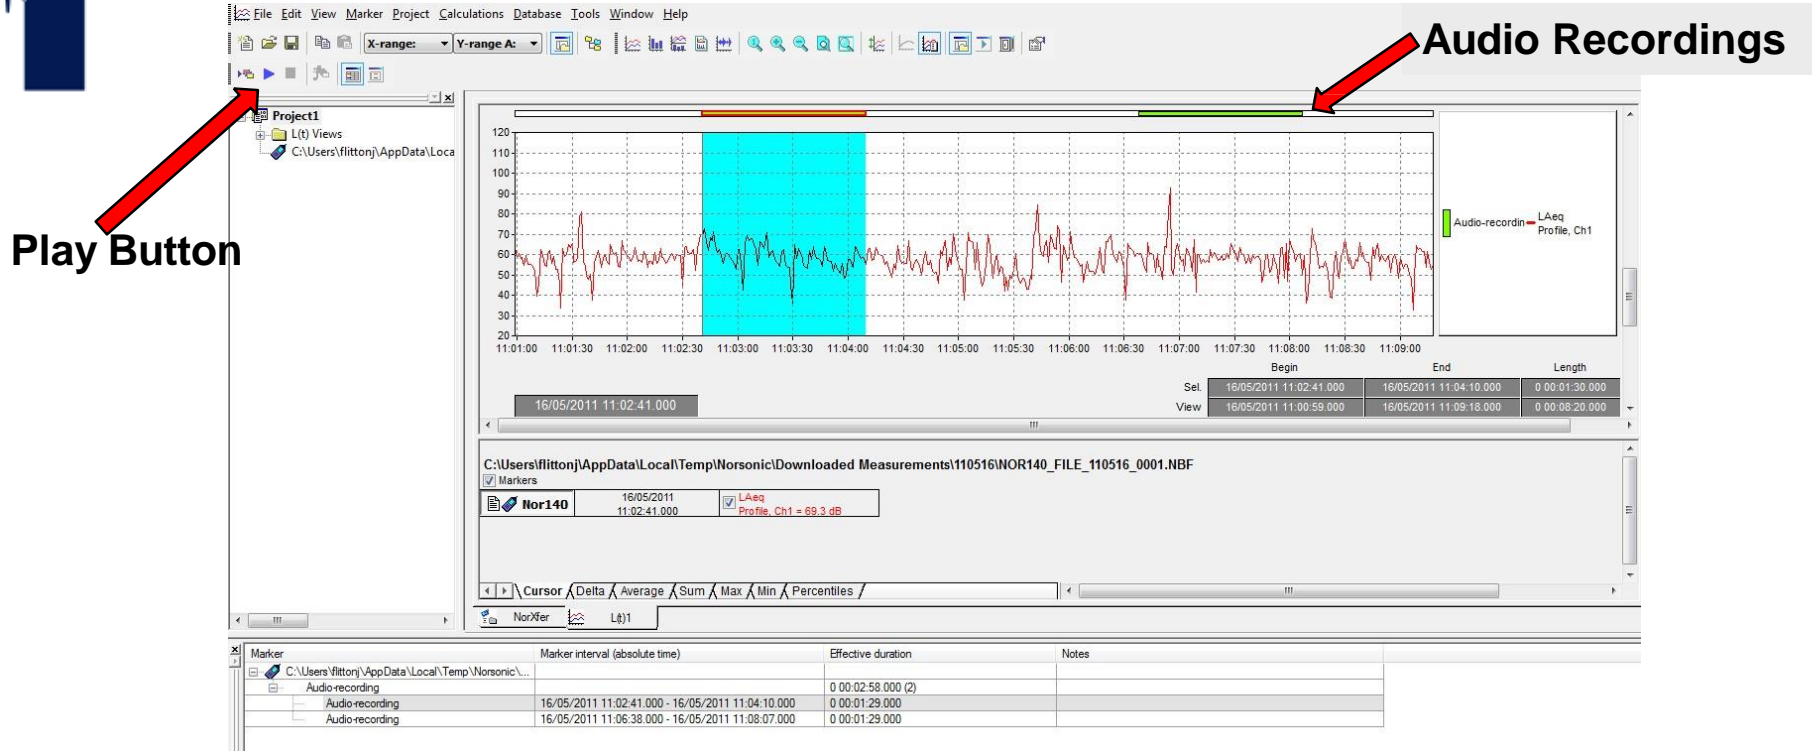 File Edit View Marker Project Calculations Database Tools Window Help
Audio Recordings
X-range: Y-range A:
Project1
L(t) Views
C:\Users\flittonj\AppData\Loca
Play Button
120
110
100
90
80
70
60
50
40
30
20
11:01:00 11:01:30 11:02:00 11:02:30 11:03:00 11:03:30 11:04:00 11:04:30 11:05:00 11:05:30 11:06:00 11:06:30 11:07:00 11:07:30 11:08:00 11:08:30 11:09:00
Audio-recordin LAeq
Profile, Ch1
Begin End Length
Sel. 16/05/2011 11:02:41.000 16/05/2011 11:04:10.000 0 00:01:30.000
16/05/2011 11:02:41.000
View 16/05/2011 11:00:59.000 16/05/2011 11:09:18.000 0 00:08:20.000
C:\Users\flittonj\AppData\Local\Temp\Norsonic\Downloaded Measurements\110516\NOR140_FILE_110516_0001.NBF
Markers
Nor140
16/05/2011
11:02:41.000
LAeq
Profile, Ch1 = 69.3 dB
Cursor Delta Average Sum Max Min Percentiles
NorXfer L(t)1
Marker Marker interval (absolute time) Effective duration Notes
C:\Users\flittonj\AppData\Local\Temp\Norsonic\...
Audio-recording 0 00:02:58.000 (2)
Audio-recording 16/05/2011 11:02:41.000 - 16/05/2011 11:04:10.000 0 00:01:29.000
Audio-recording 16/05/2011 11:06:38.000 - 16/05/2011 11:08:07.000 0 00:01:29.000